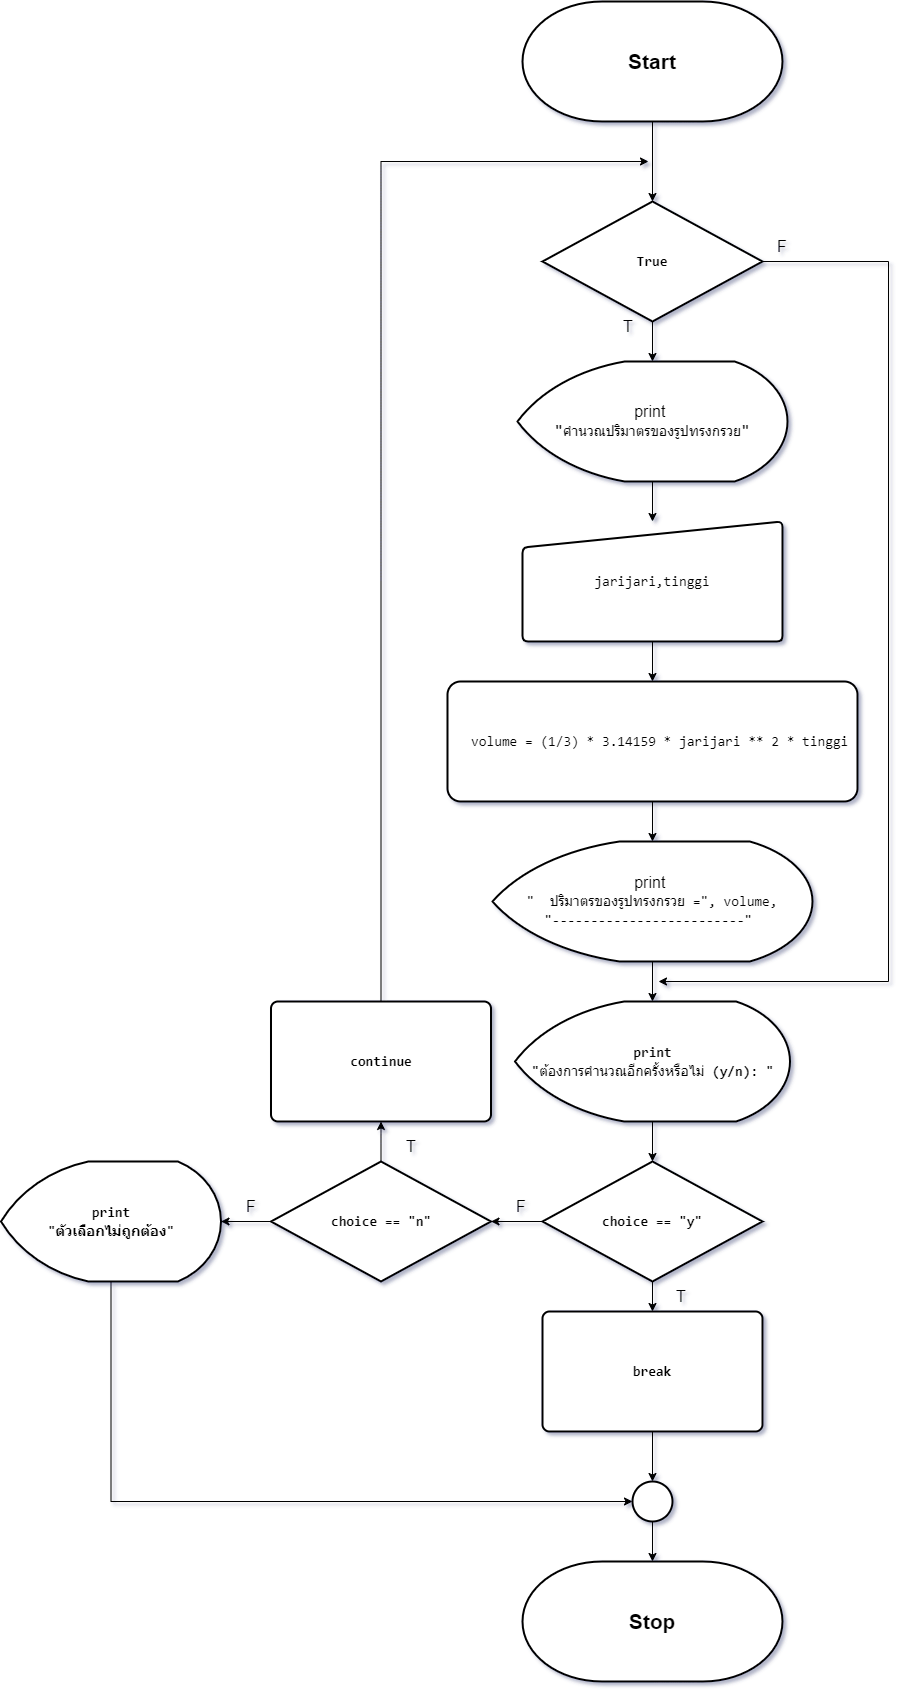 Start
True
F
T
print
"คำนวณปริมาตรของรูปทรงกรวย"
jarijari,tinggi
volume = (1/3) * 3.14159 * jarijari ** 2 * tinggi
print
"  ปริมาตรของรูปทรงกรวย =", volume,
"-------------------------"
print
"ต้องการคำนวณอีกครั้งหรือไม่ (y/n): "
continue
T
choice == "y"
F
choice == "n"
F
print
"ตัวเลือกไม่ถูกต้อง"
T
break
Stop